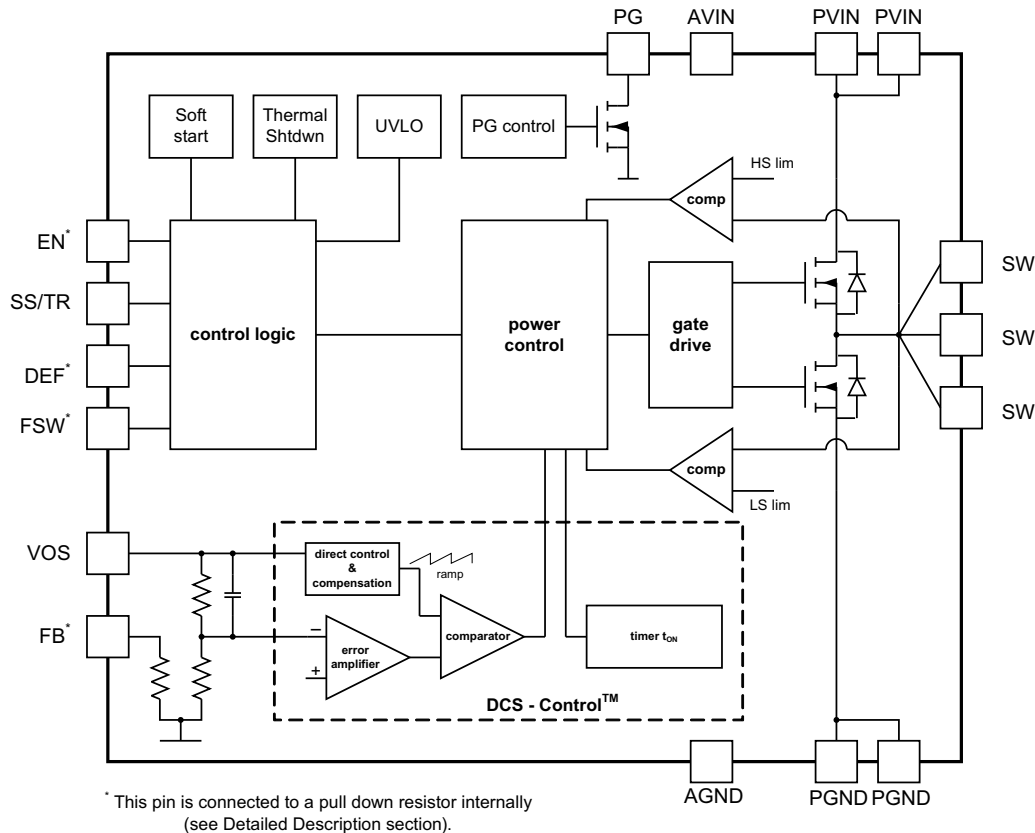 PG
AVIN
PVIN
PVIN
Soft
start
Thermal
Shtdwn
UVLO
PG control
HS lim
comp
EN*
SS/TR
DEF*
FSW*
control logic
power
control
gate
drive
SW
SW
SW
comp
LS lim
VOS
FB*
direct control
&
compensation
ramp
comparator
error
amplifier
−
+
timer tON
DCS - Control™
AGND
PGND
PGND
* This pin is connected to a pull down resistor internally
(see Detailed Description section).